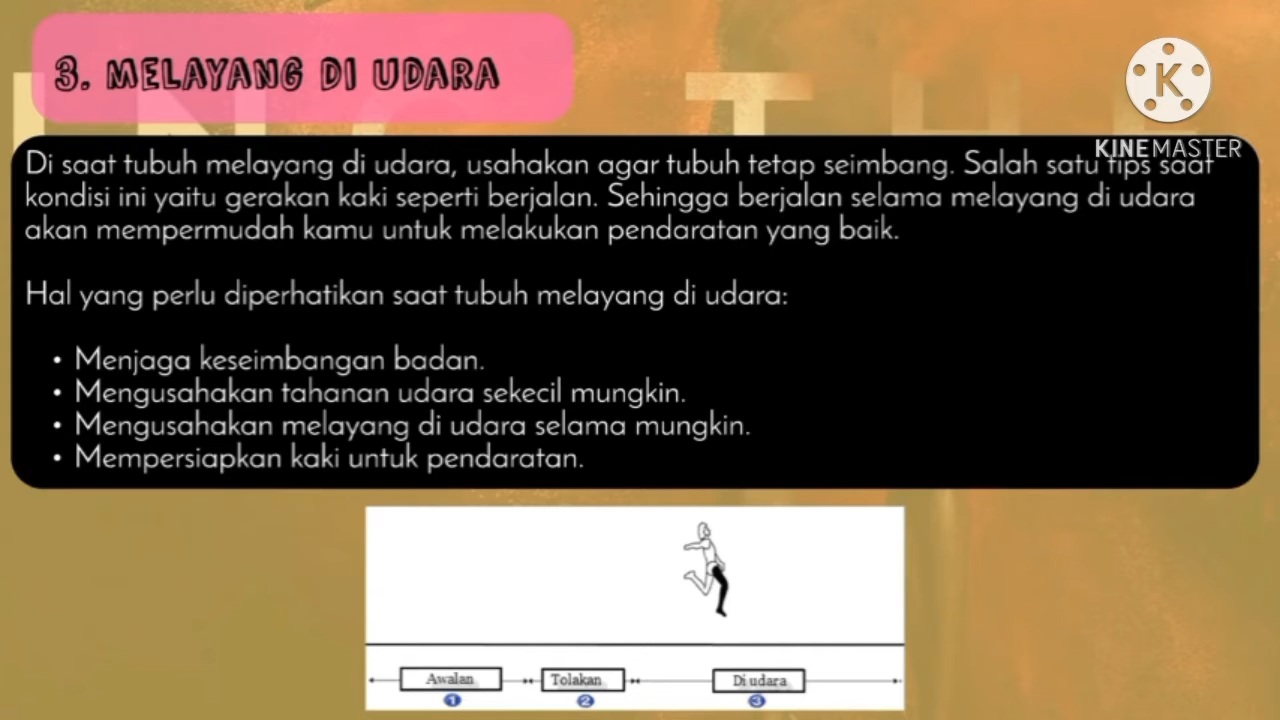 3. MELAYANG DI UDARA
K
KINEMASTER
Di saat tubuh melayang di udara, usahakan agar tubuh tetap seimbang. Salah satu tips saat
kondisi ini yaitu gerakan kaki seperti berjalan. Sehingga berjalan selama melayang di udara
akan mempermudah kamu untuk melakukan pendaratan yang baik.
Hal yang perlu diperhatikan saat tubuh melayang di udara:
• Menjaga keseimbangan badan.
• Mengusahakan tahanan udara sekecil mungkin.
• Mengusahakan melayang di udara selama mungkin.
• Mempersiapkan kaki untuk pendaratan.
Awalan Tolakan Di udara
1 2 3